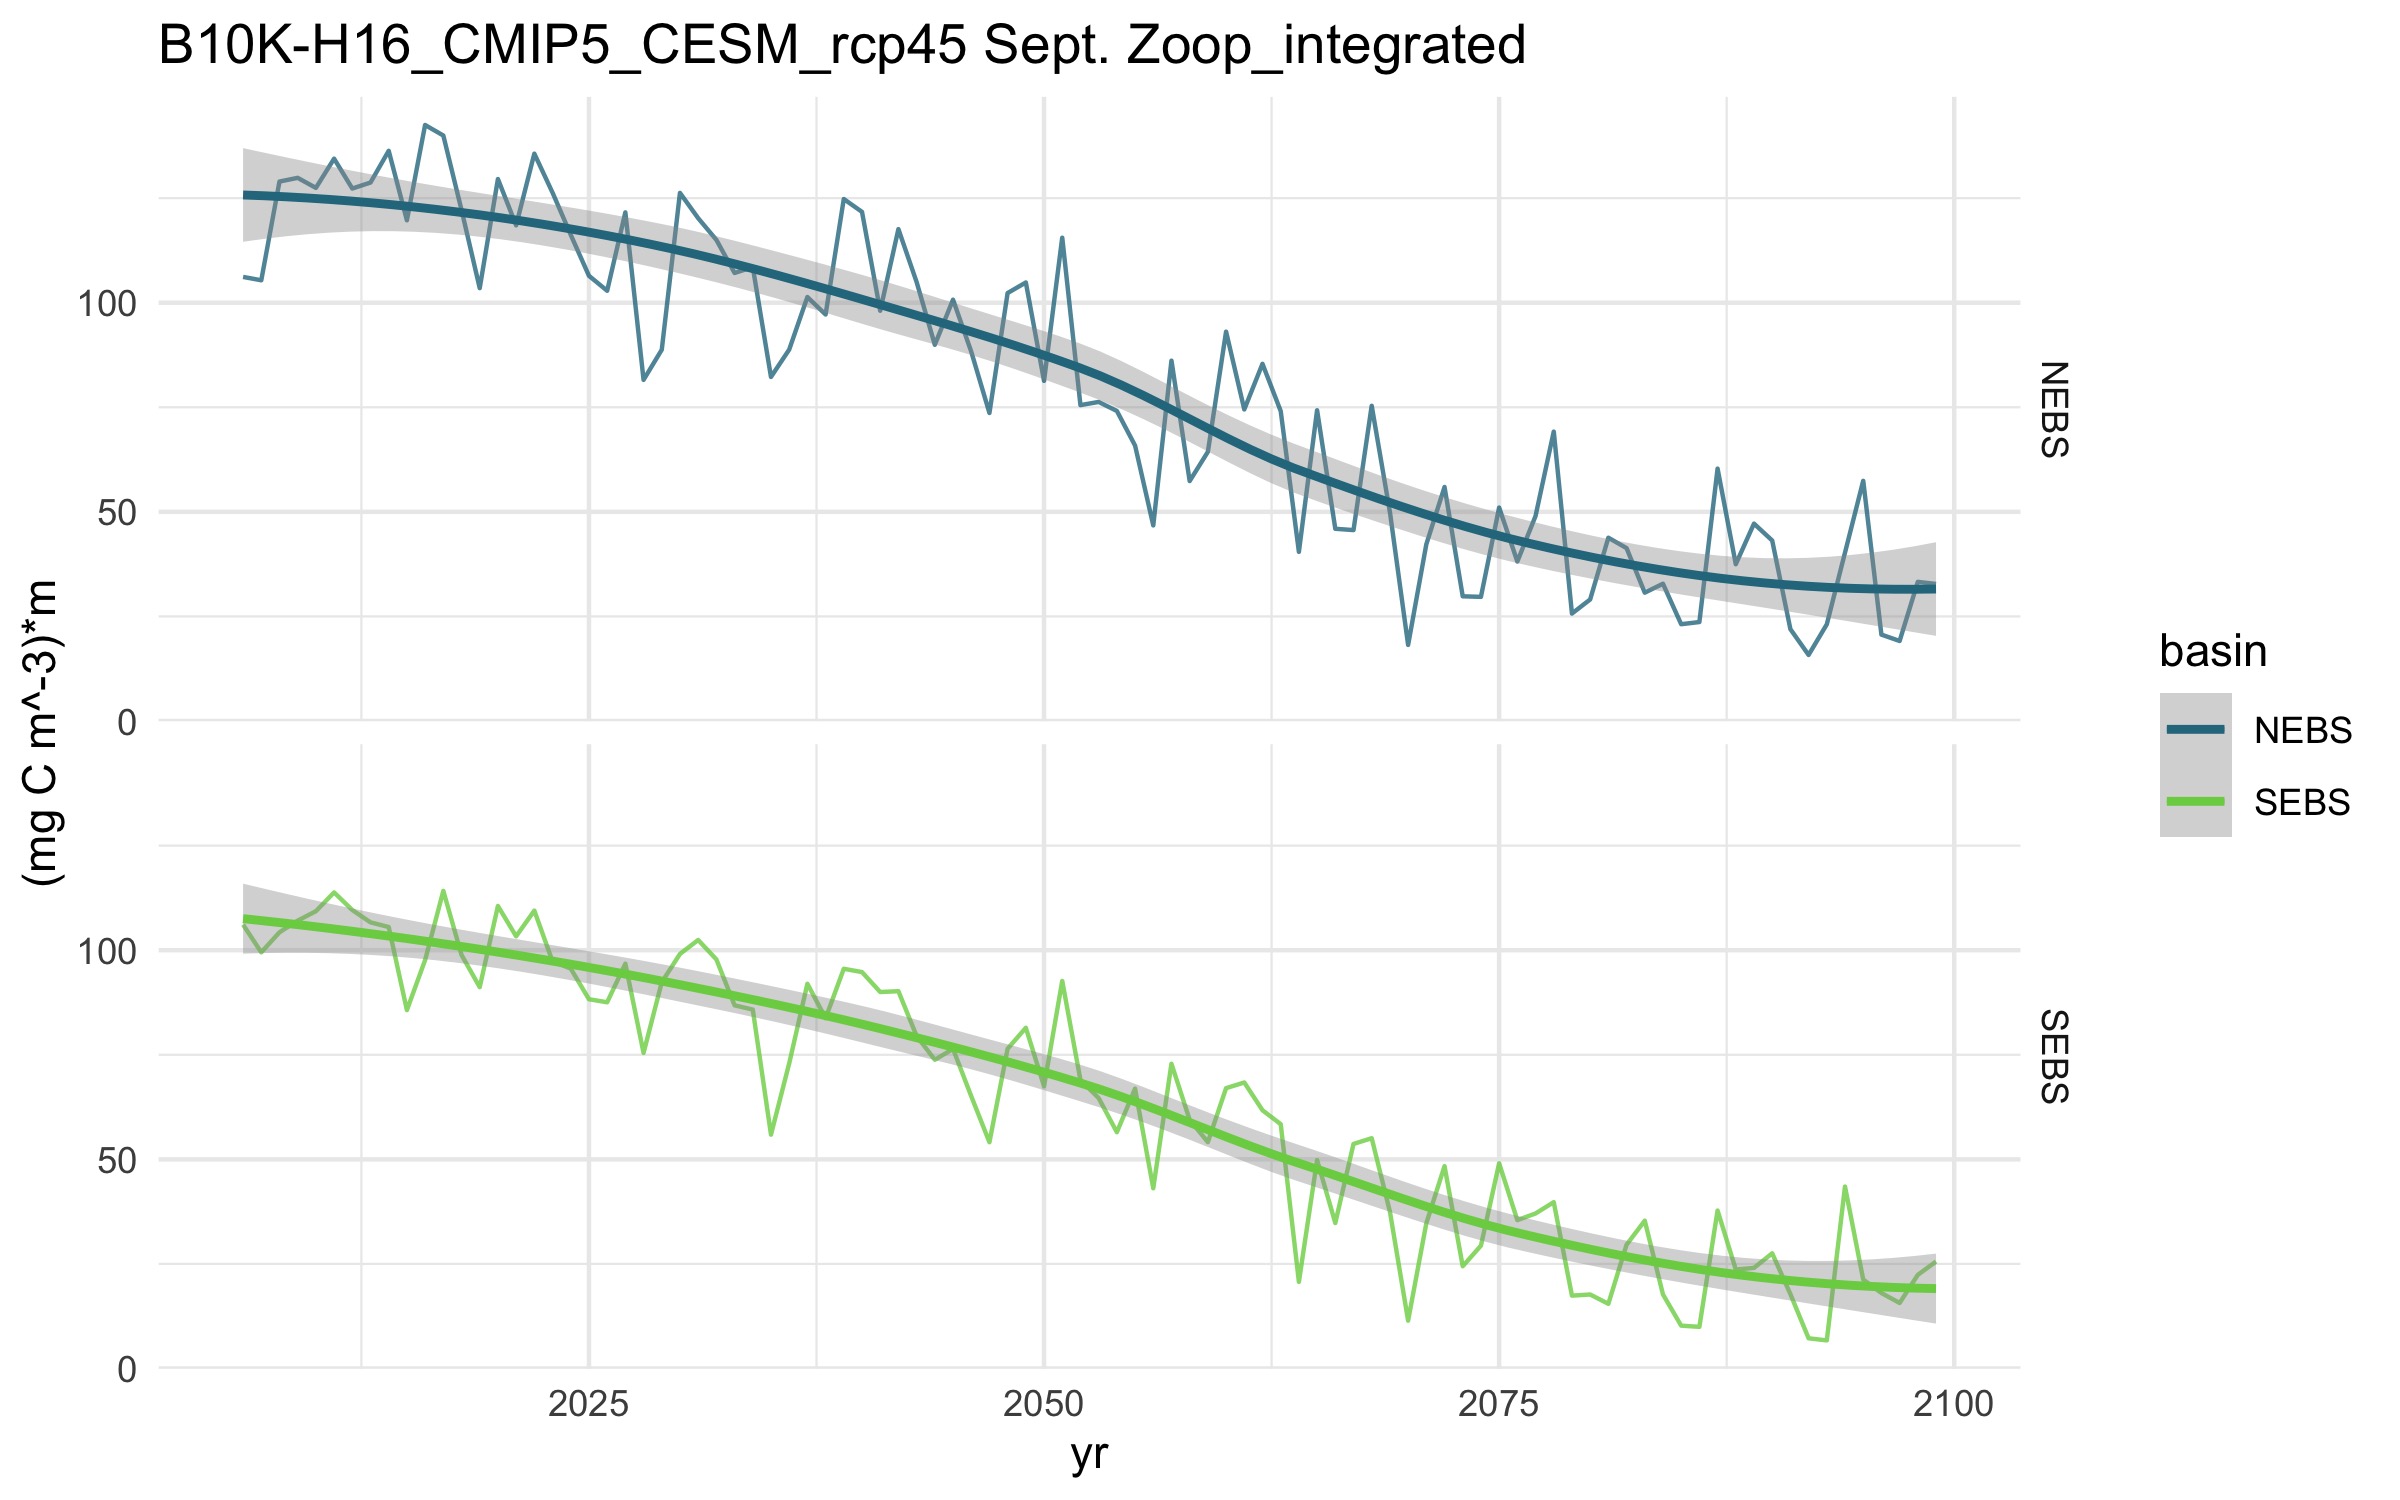 B10K-H16_CMIP5_CESM_rcp45 Sept. Zoop_integrated
(mg C m^-3)*m
100
50
0
NEBS
100
50
0
SEBS
2025 2050 2075 2100
yr
basin
NEBS
SEBS